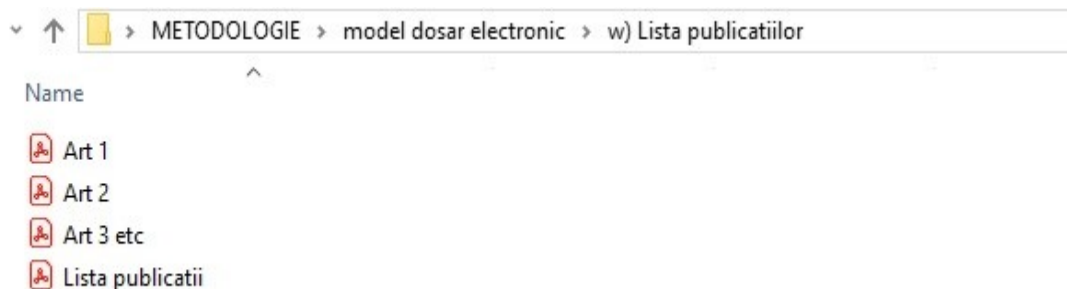 METODOLOGIE > model dosar electronic > w) Lista publicatiilor
Name
Art 1
Art 2
Art 3 etc
Lista publicatii